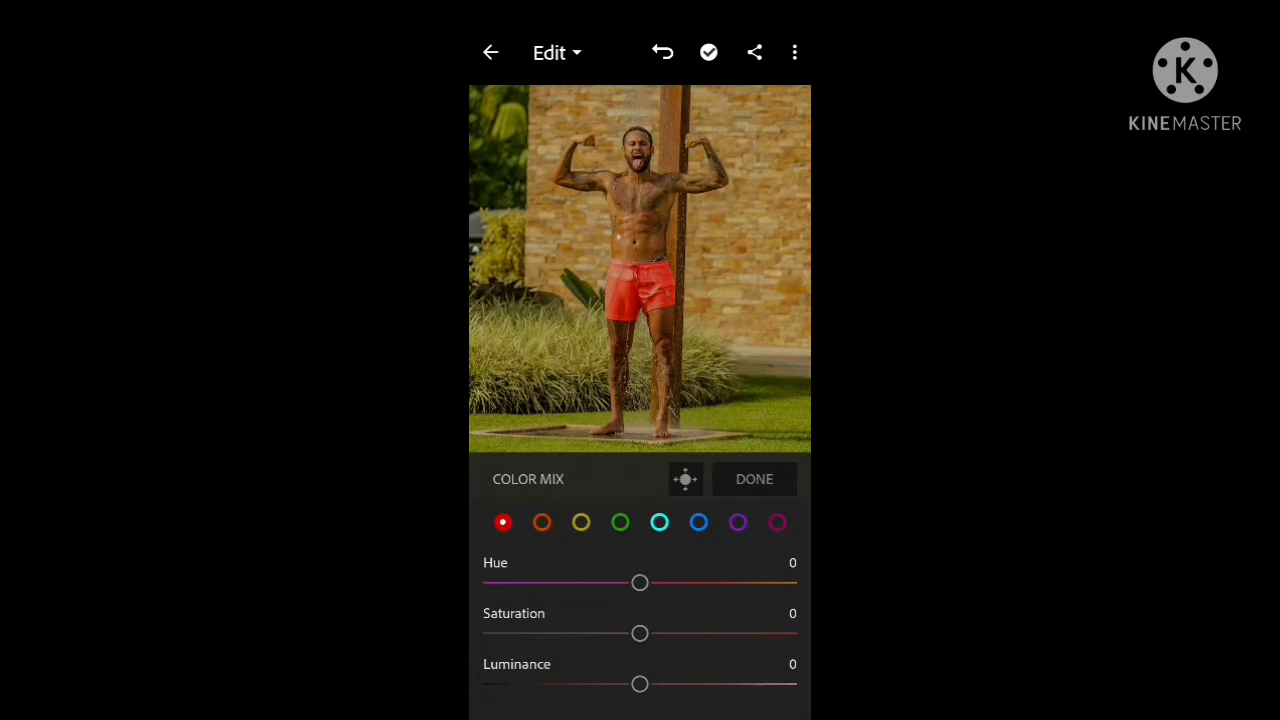 Edit
K
KINEMASTER
COLOR MIX
DONE
Hue 0
Saturation 0
Luminance 0